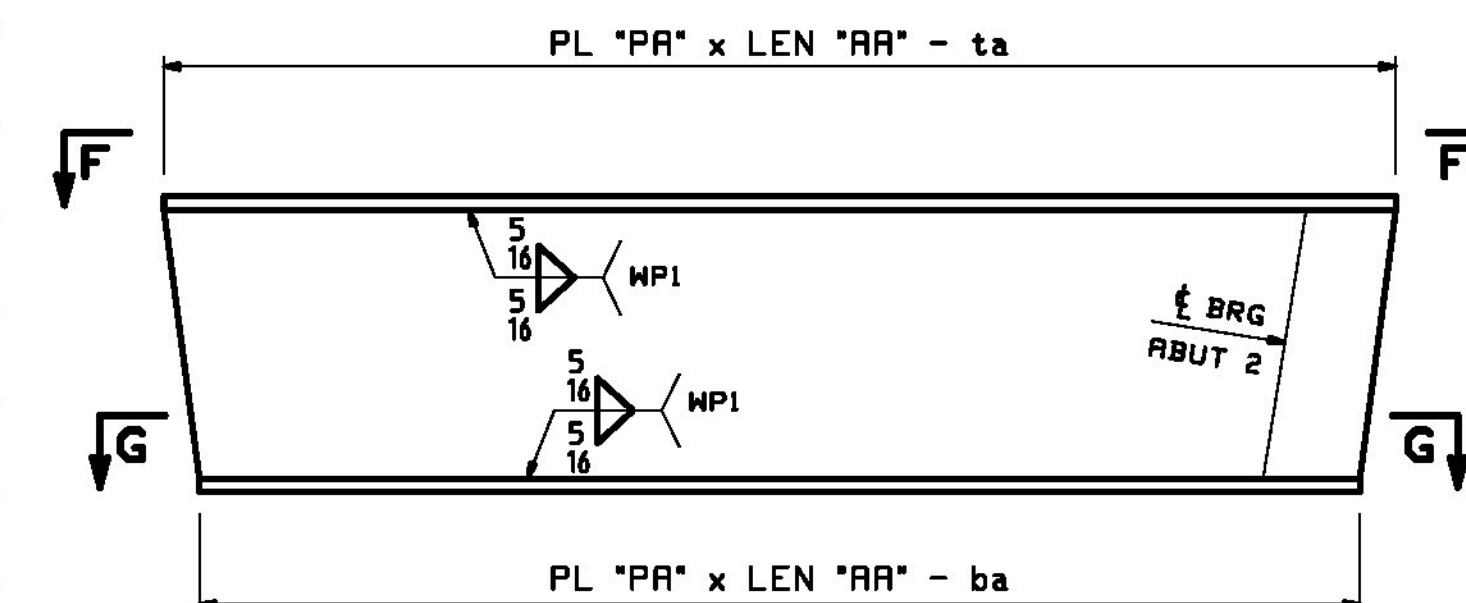 PL "PA" x LEN "AA" - ta
F
F
5
16
5
16
WP1
℄ BRG
ABUT 2
5
16
5
16
WP1
G
G
PL "PA" x LEN "AA" - ba